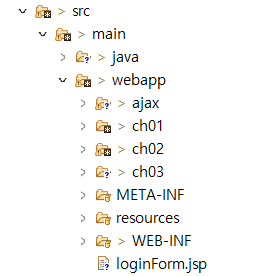 > src
> main
> java
> webapp
> ajax
> ch01
> ch02
> ch03
META-INF
resources
> WEB-INF
loginForm.jsp